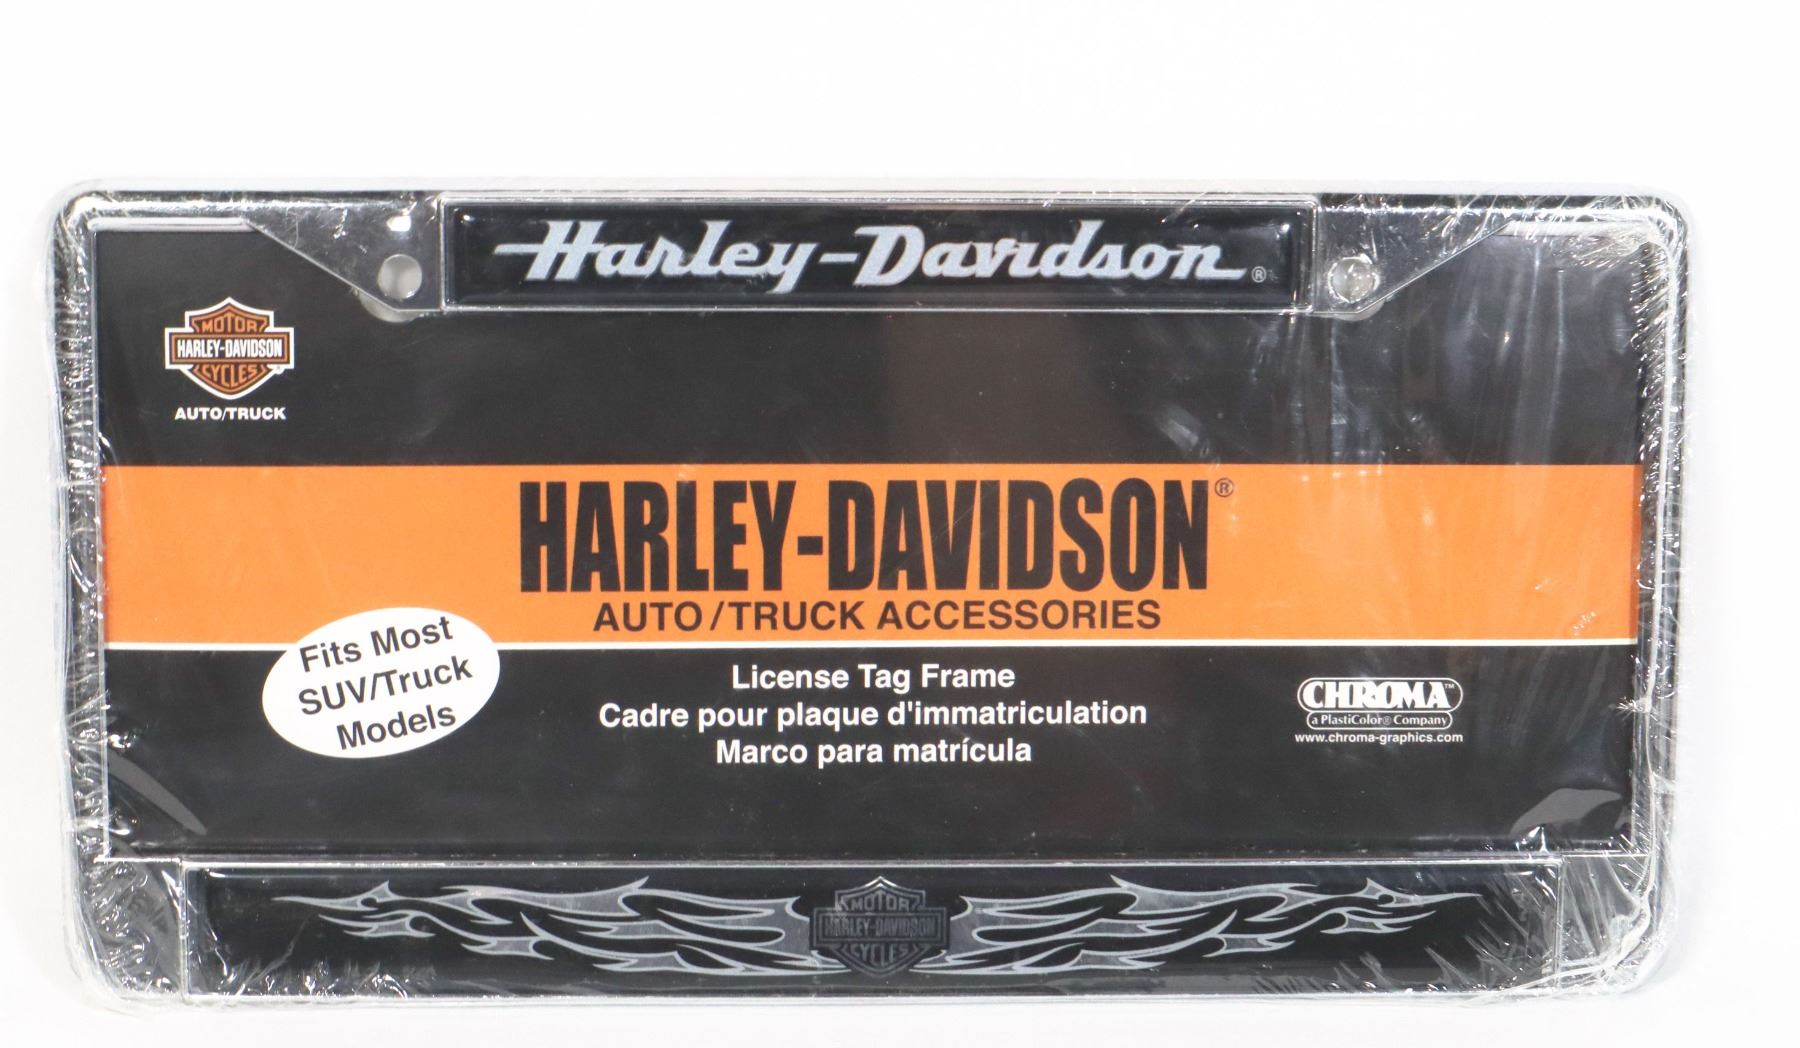 Harley-Davidson®
MOTOR
HARLEY-DAVIDSON
CYCLES
AUTO/TRUCK
HARLEY-DAVIDSON®
AUTO/TRUCK ACCESSORIES
Fits Most
SUV/Truck
Models
License Tag Frame
Cadre pour plaque d'immatriculation
Marco para matrícula
CHROMA™
a PlastiColor® Company
www.chroma-graphics.com
MOTOR
HARLEY-DAVIDSON
CYCLES